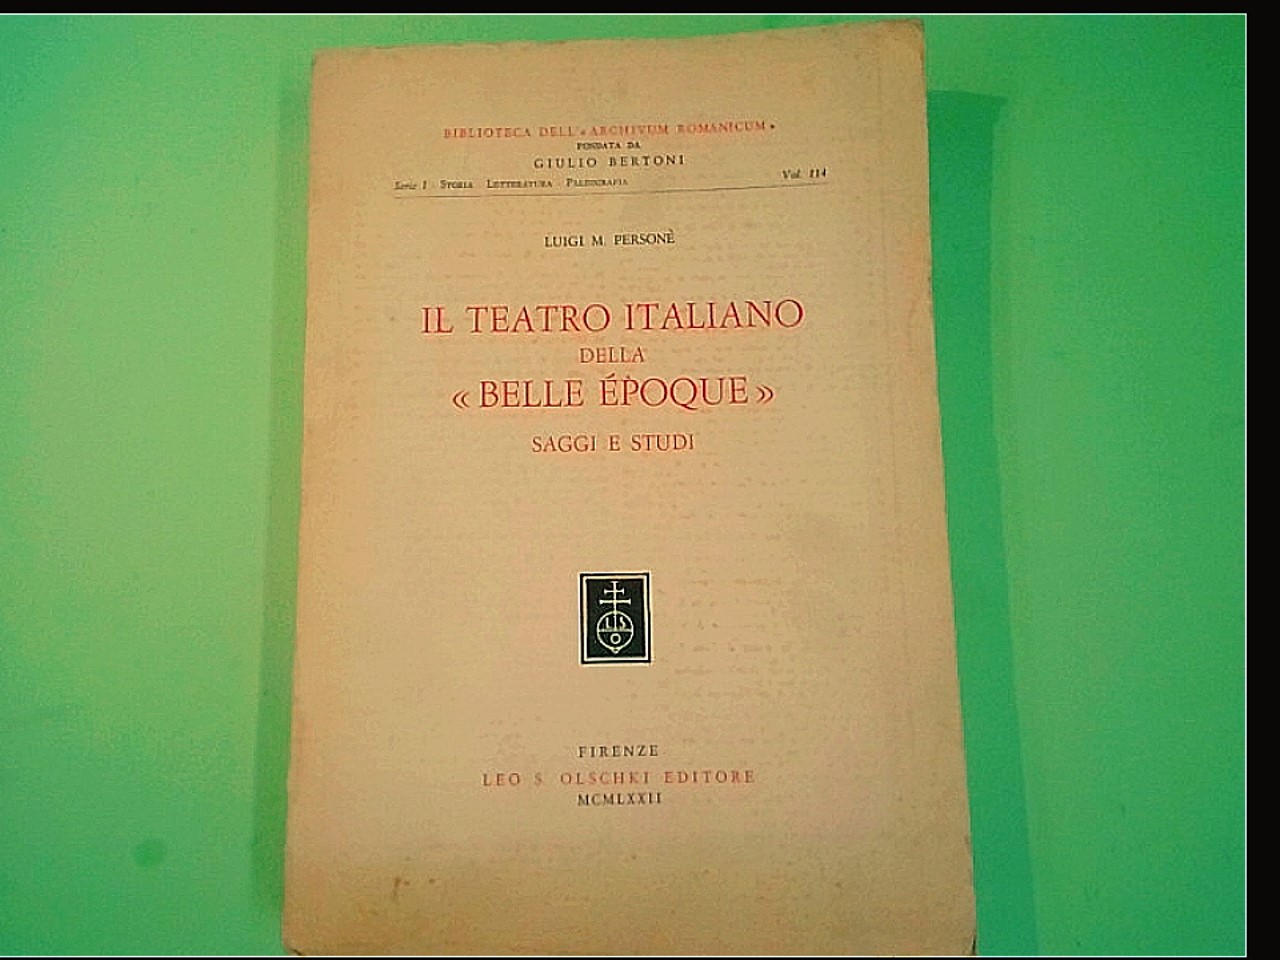 BIBLIOTECA DELL'« ARCHIVUM ROMANICUM »
FONDATA DA
GIULIO BERTONI
Serie I - STORIA - LETTERATURA - PALEOGRAFIA Vol. 114
LUIGI M. PERSONÈ
IL TEATRO ITALIANO
DELLA
« BELLE ÉPOQUE »
SAGGI E STUDI
L S
O
FIRENZE
LEO S. OLSCHKI EDITORE
MCMLXXII